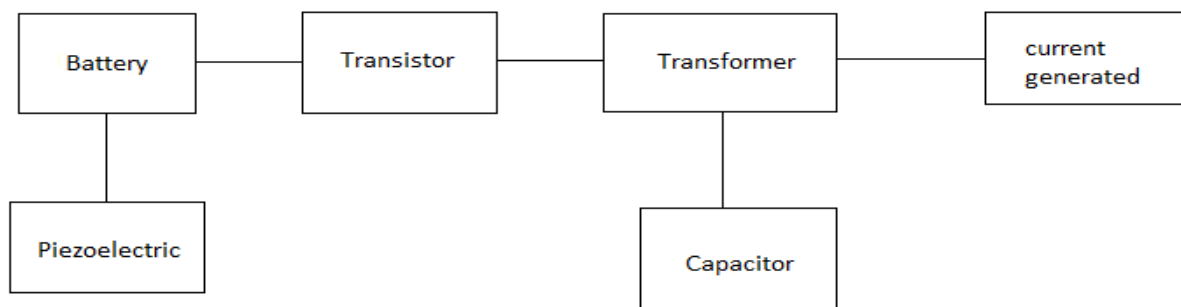 Battery
Transistor
Transformer
current
generated
Piezoelectric
Capacitor